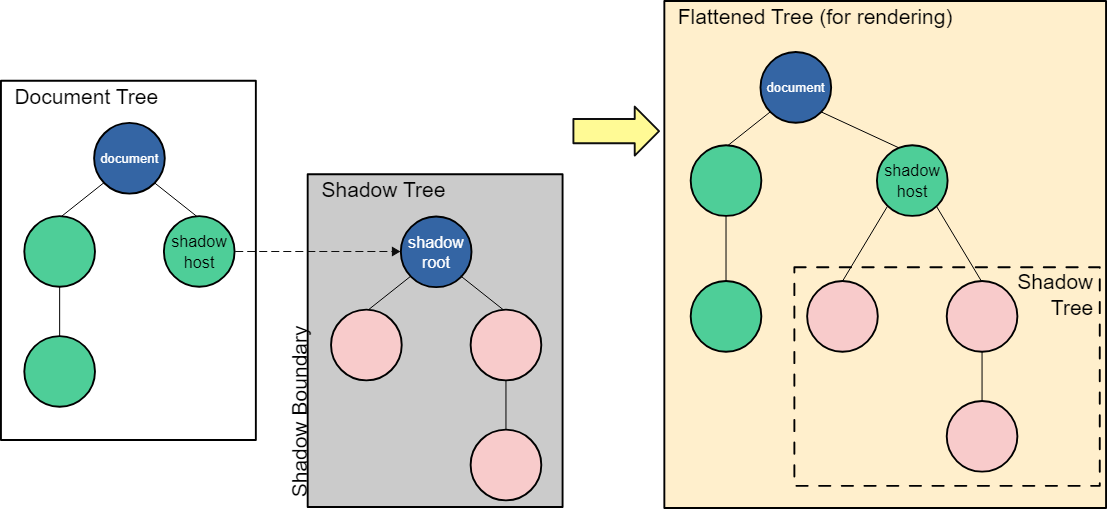 Document Tree
document
shadow
host
Shadow Tree
shadow
root
Shadow Boundary
Flattened Tree (for rendering)
document
shadow
host
Shadow
Tree